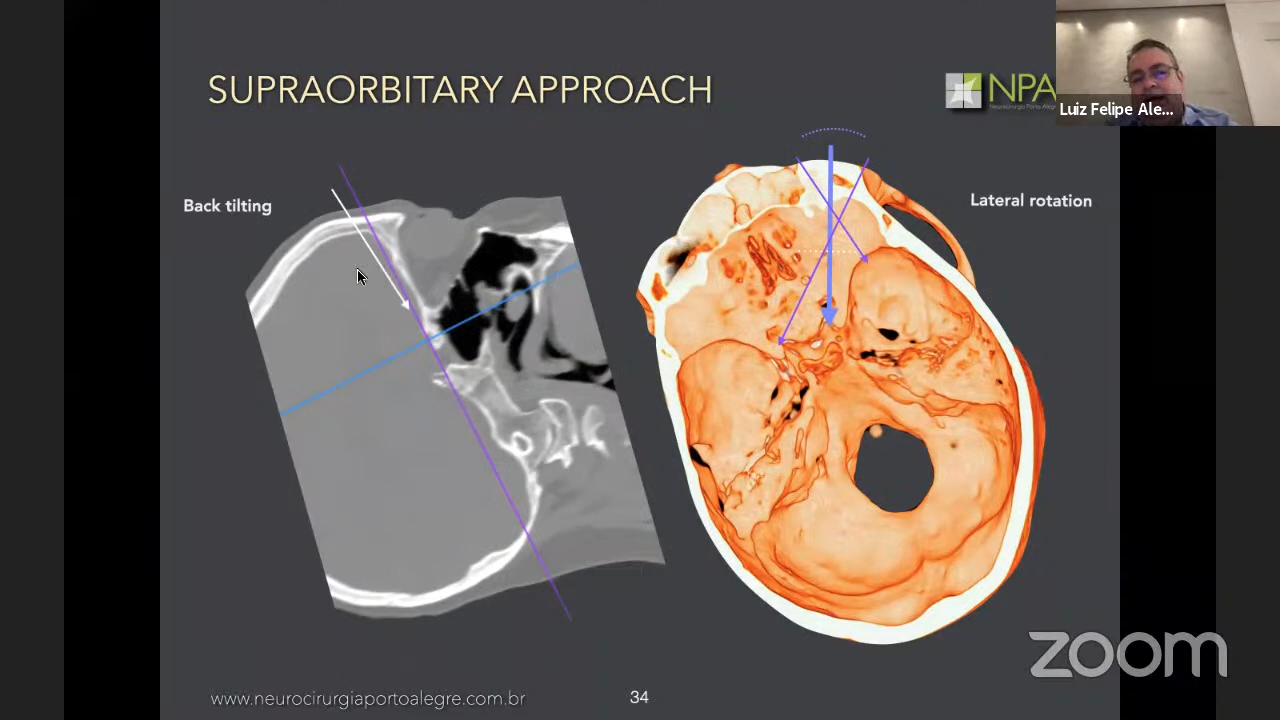 SUPRAORBITARY APPROACH
NPA
Luiz Felipe Ale...
Back tilting
Lateral rotation
www.neurocirurgiaportoalegre.com.br
34
zoom